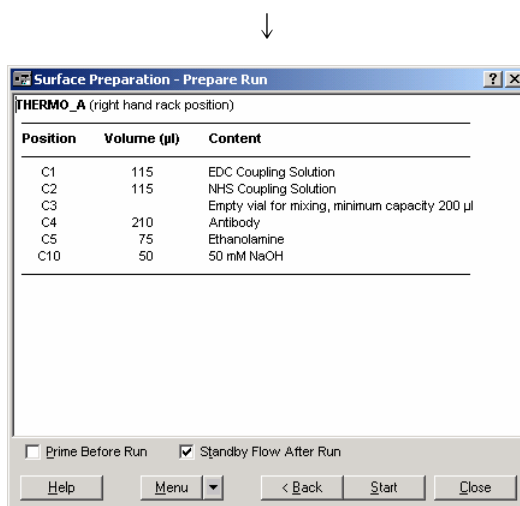 ↓
Surface Preparation - Prepare Run
THERMO_A (right hand rack position)
Position Volume (µl) Content
C1 115 EDC Coupling Solution
C2 115 NHS Coupling Solution
C3 Empty vial for mixing, minimum capacity 200 µl
C4 210 Antibody
C5 75 Ethanolamine
C10 50 50 mM NaOH
Prime Before Run Standby Flow After Run
Help Menu < Back Start Close